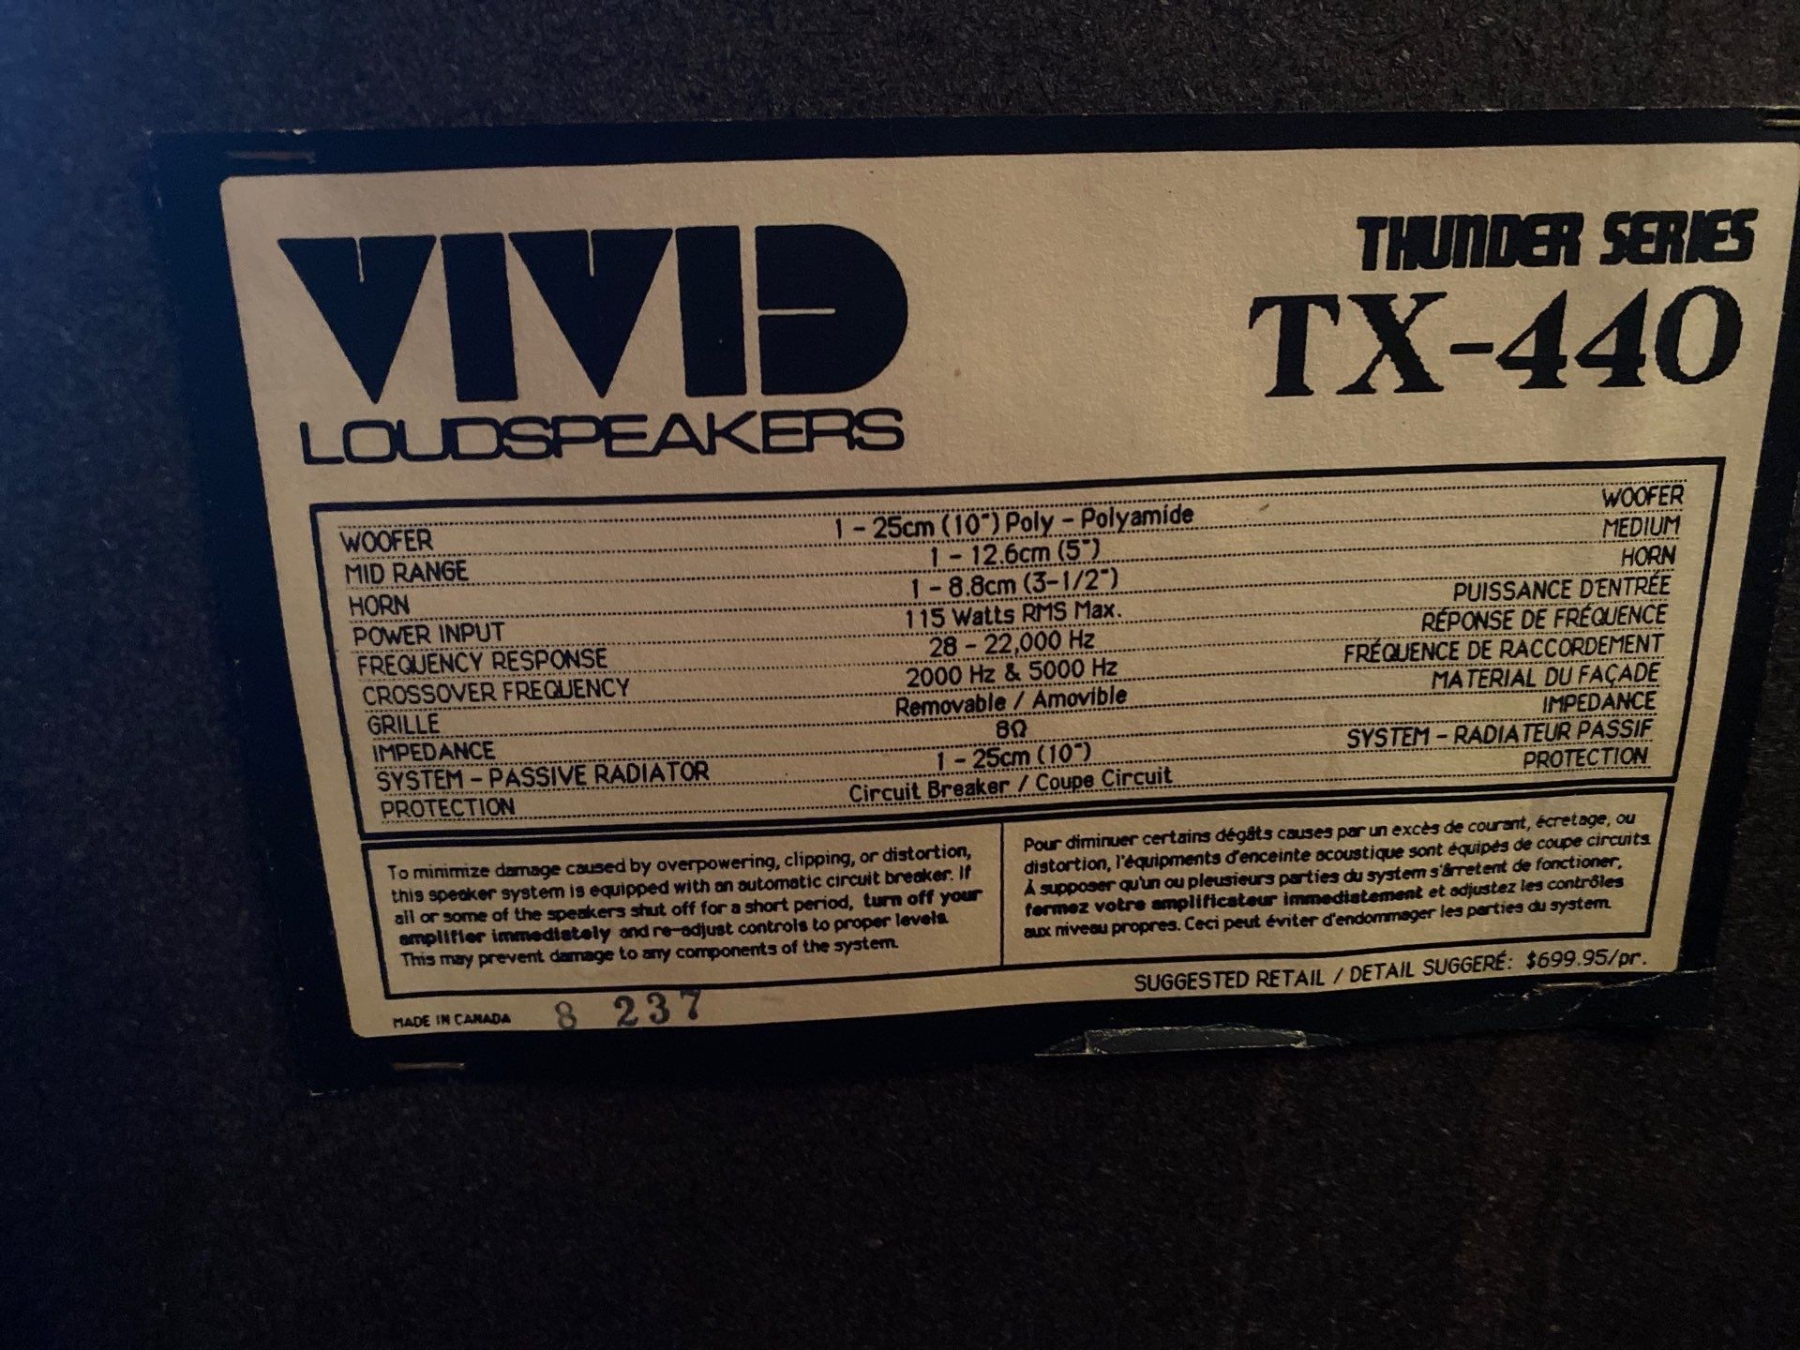 VIVID
LOUDSPEAKERS
THUNDER SERIES
TX-440
WOOFER 1 - 25cm (10") Poly - Polyamide WOOFER
MID RANGE 1 - 12.6cm (5") MEDIUM
HORN 1 - 8.8cm (3-1/2") HORN
POWER INPUT 115 Watts RMS Max. PUISSANCE D'ENTRÉE
FREQUENCY RESPONSE 28 - 22,000 Hz RÉPONSE DE FRÉQUENCE
CROSSOVER FREQUENCY 2000 Hz & 5000 Hz FRÉQUENCE DE RACCORDEMENT
GRILLE Removable / Amovible MATERIAL DU FAÇADE
IMPEDANCE 8Ω IMPEDANCE
SYSTEM - PASSIVE RADIATOR 1 - 25cm (10") SYSTEM - RADIATEUR PASSIF
PROTECTION Circuit Breaker / Coupe Circuit PROTECTION
To minimize damage caused by overpowering, clipping, or distortion,
this speaker system is equipped with an automatic circuit breaker. If
all or some of the speakers shut off for a short period, turn off your
amplifier immediately and re-adjust controls to proper levels.
This may prevent damage to any components of the system.
Pour diminuer certains dégâts causes par un excès de courant, écretage, ou
distortion, l'équipments d'enceinte acoustique sont équipés de coupe circuits.
À supposer qu'un ou pleusieurs parties du system s'ârretent de fonctioner,
fermez votre amplificateur immediatement et adjustez les contrôles
aux niveau propres. Ceci peut éviter d'endommager les parties du system.
SUGGESTED RETAIL / DETAIL SUGGERÉ: $699.95/pr.
MADE IN CANADA 8 237